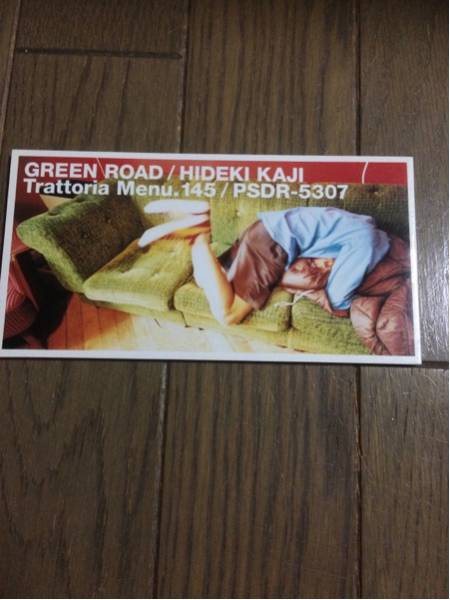 GREEN ROAD / HIDEKI KAJI
Trattoria Menu.145 / PSDR-5307